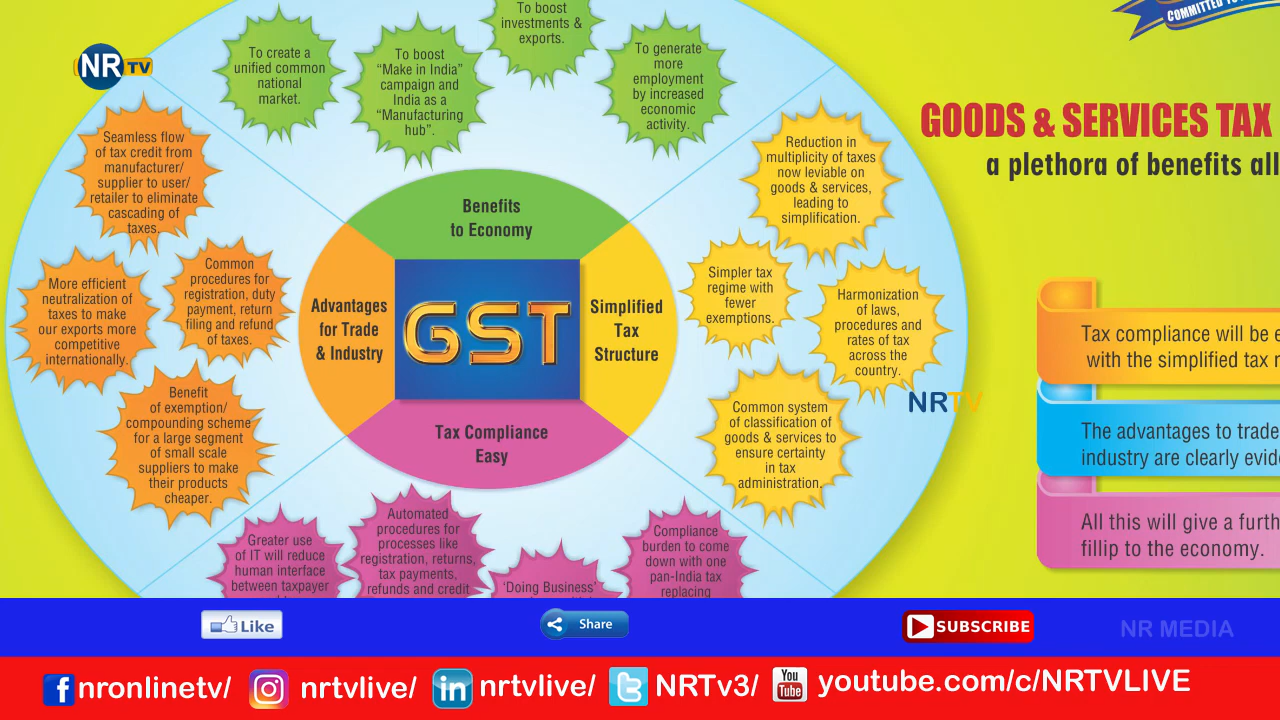 NR TV
To create a
unified common
national
market.
To boost
“Make in India”
campaign and
India as a
“Manufacturing
hub”.
To boost
investments &
exports.
To generate
more
employment
by increased
economic
activity.
COMMITTED TO
GOODS & SERVICES TAX
a plethora of benefits all
Seamless flow
of tax credit from
manufacturer/
supplier to user/
retailer to eliminate
cascading of
taxes.
More efficient
neutralization of
taxes to make
our exports more
competitive
internationally.
Common
procedures for
registration, duty
payment, return
filing and refund
of taxes.
Benefit
of exemption/
compounding scheme
for a large segment
of small scale
suppliers to make
their products
cheaper.
Benefits
to Economy
Advantages
for Trade
& Industry
GST
Simplified
Tax
Structure
Tax Compliance
Easy
Reduction in
multiplicity of taxes
now leviable on
goods & services,
leading to
simplification.
Simpler tax
regime with
fewer
exemptions.
Harmonization
of laws,
procedures and
rates of tax
across the
country.
Common system
of classification of
goods & services to
ensure certainty
in tax
administration.
NRTV
Tax compliance will be
with the simplified tax
The advantages to trade
industry are clearly
All this will give a
fillip to the economy.
Greater use
of IT will reduce
human interface
between taxpayer
Automated
procedures for
processes like
registration, returns,
tax payments,
refunds and credit
‘Doing Business’
Compliance
burden to come
down with one
pan-India tax
replacing
Like
Share
SUBSCRIBE
NR MEDIA
nronlinetv/
nrtvlive/
in
nrtvlive/
NRTv3/
You
Tube
youtube.com/c/NRTVLIVE